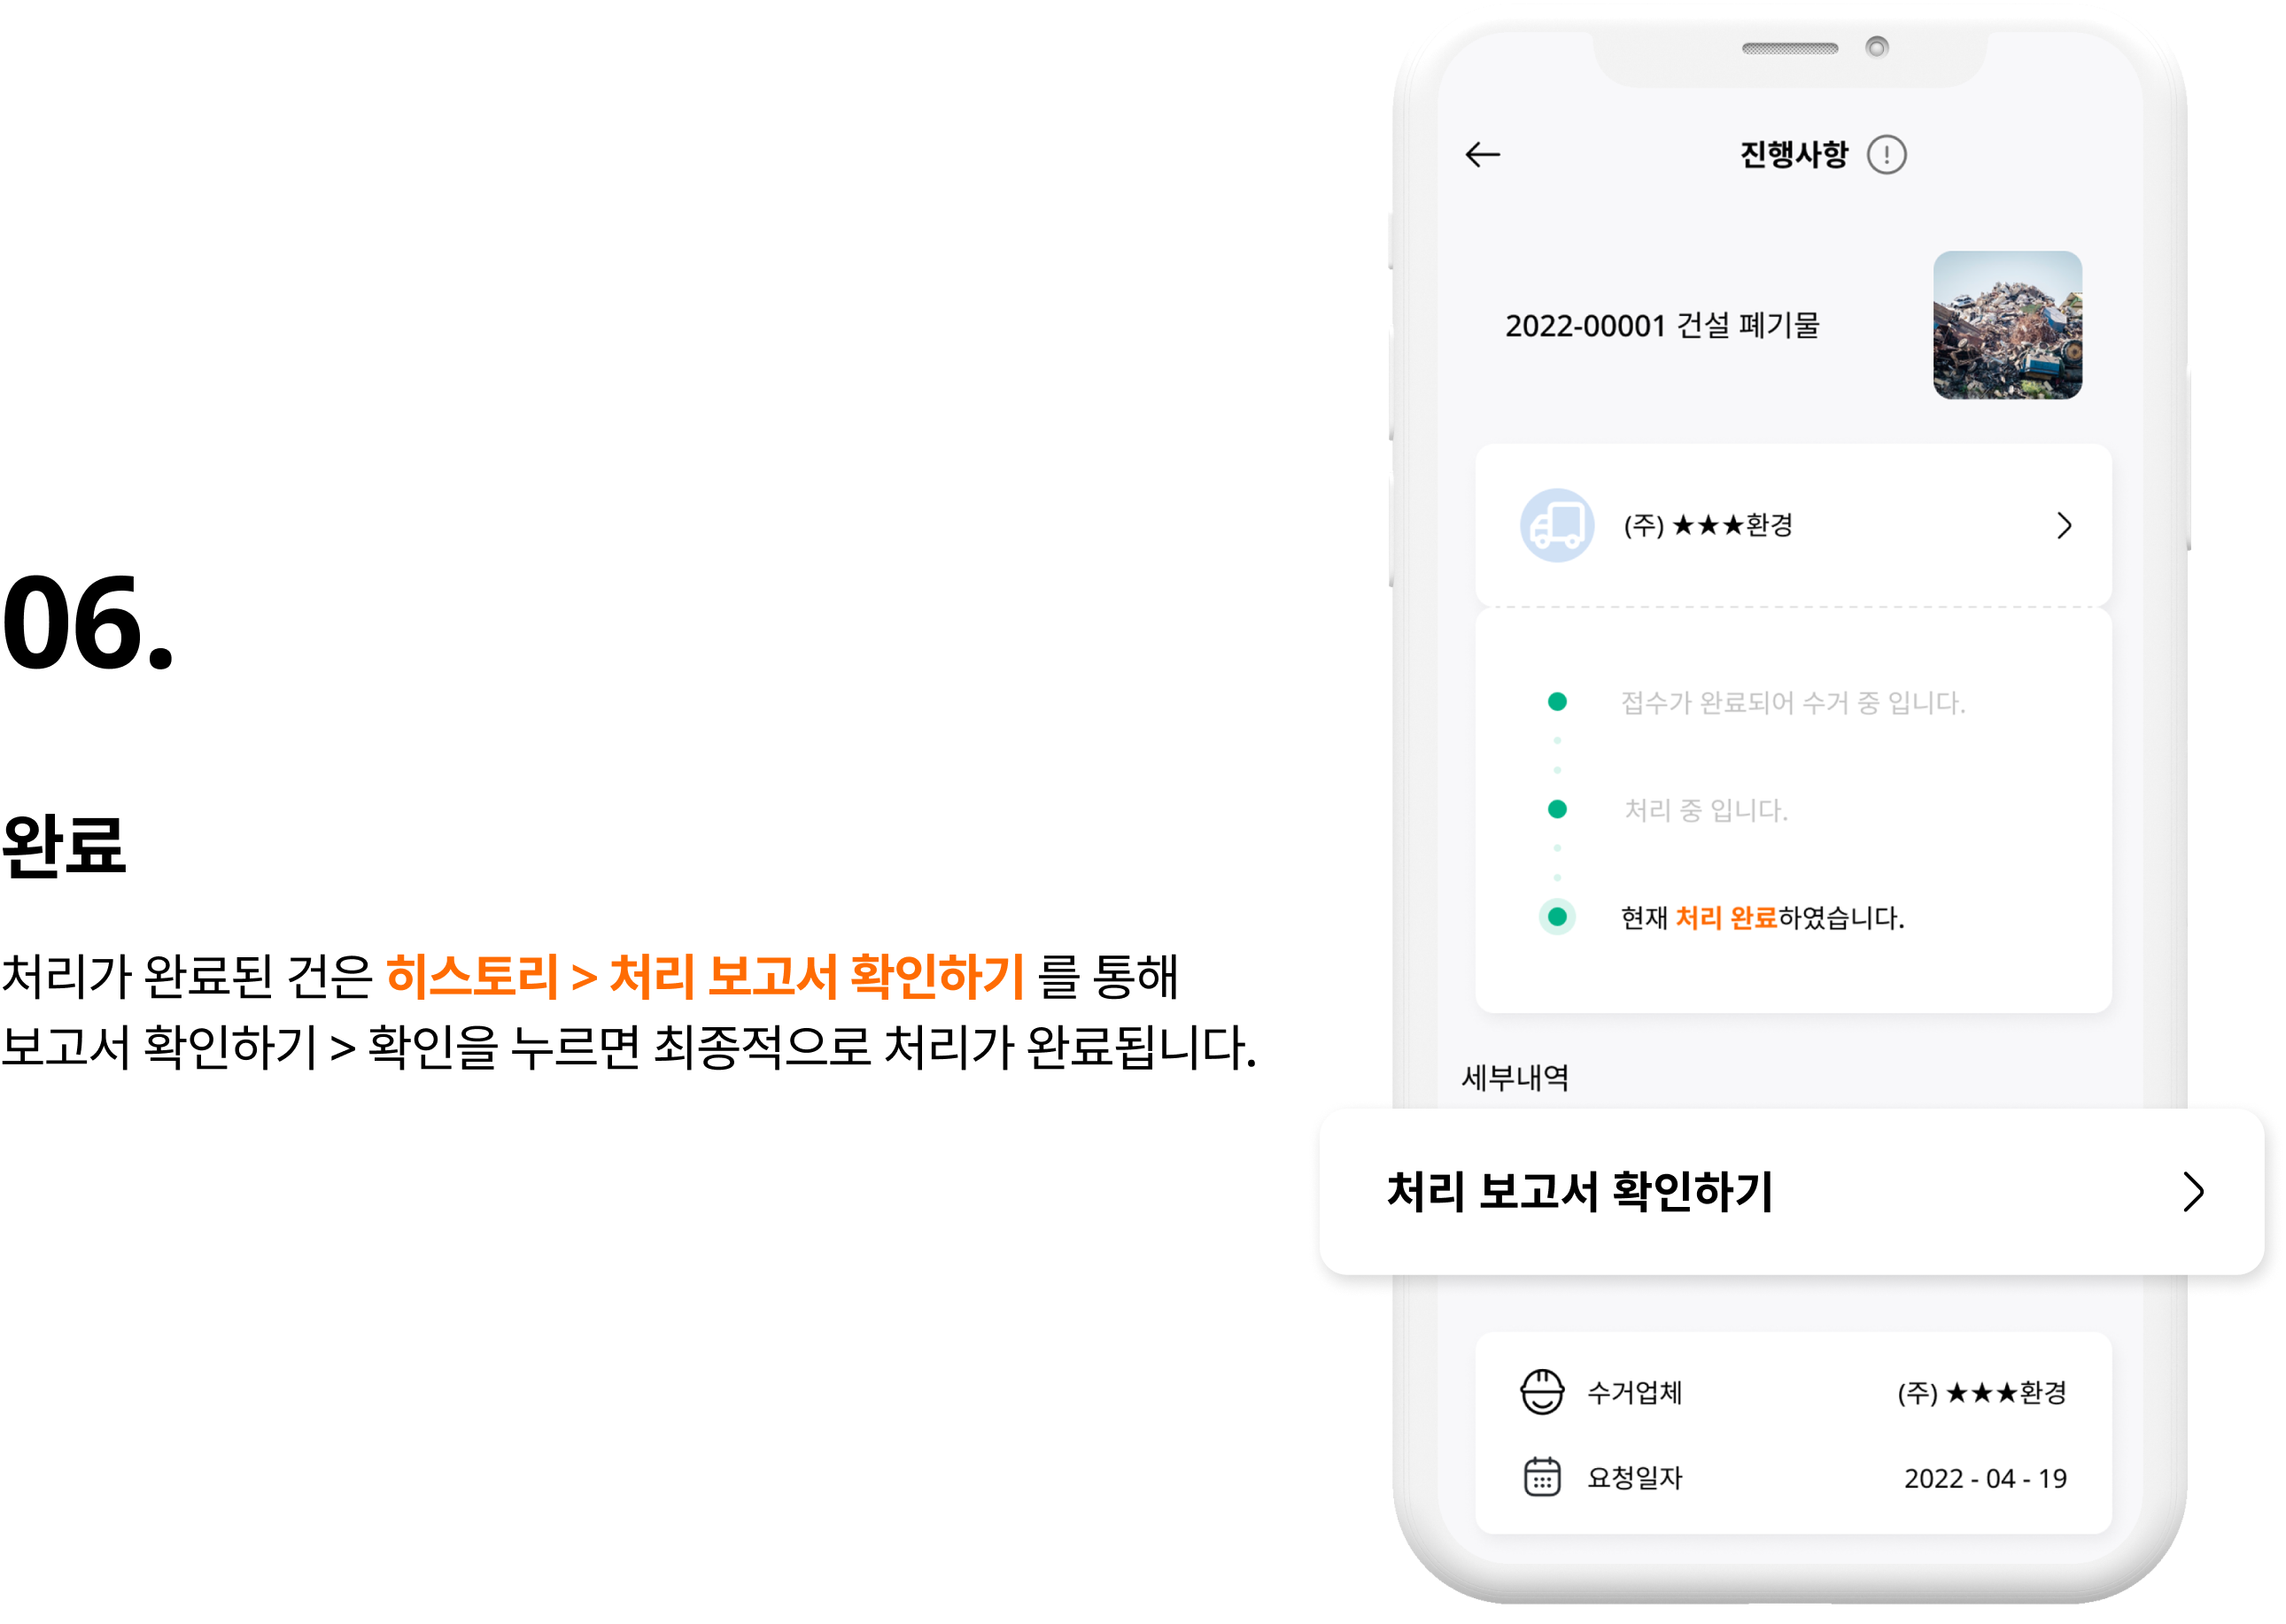 06.
완료
처리가 완료된 건은 히스토리 > 처리 보고서 확인하기 를 통해
보고서 확인하기 > 확인을 누르면 최종적으로 처리가 완료됩니다.
진행사항
2022-00001 건설 폐기물
(주) ★★★환경
접수가 완료되어 수거 중 입니다.
처리 중 입니다.
현재 처리 완료하였습니다.
세부내역
처리 보고서 확인하기
수거업체 (주) ★★★환경
요청일자 2022 - 04 - 19